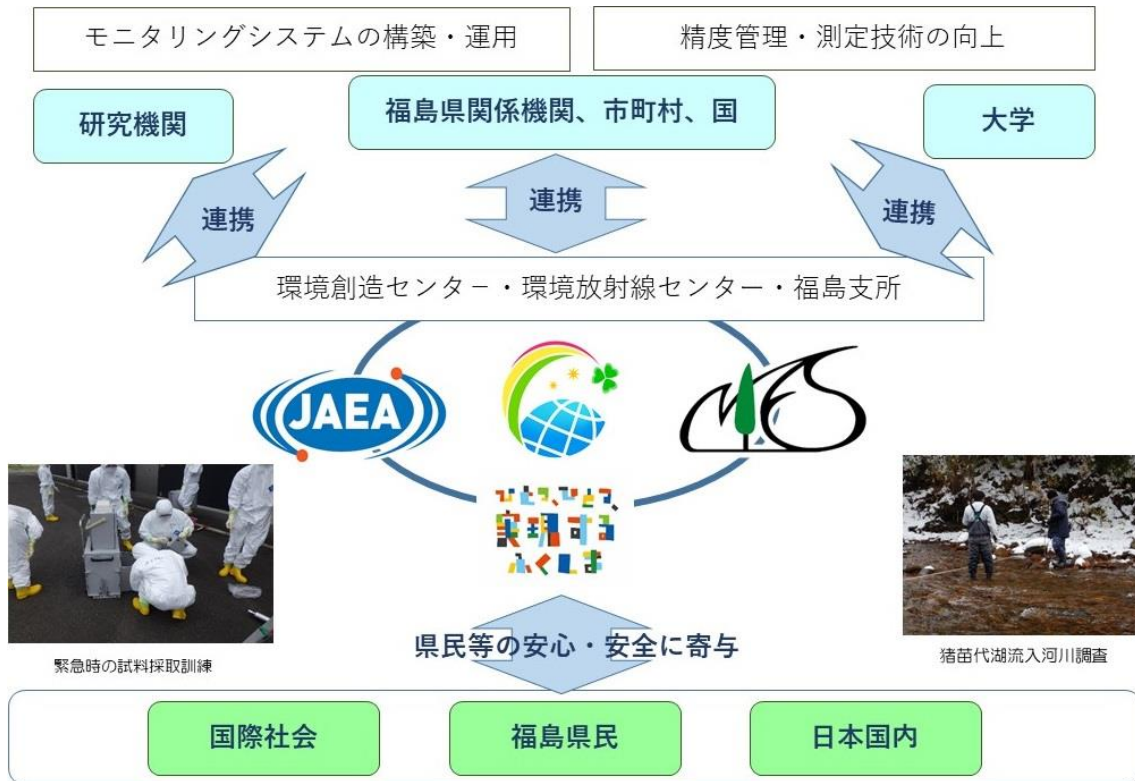 モニタリングシステムの構築・運用
精度管理・測定技術の向上
研究機関
福島県関係機関、市町村、国
大学
連携
連携
連携
環境創造センタ－・環境放射線センター・福島支所
JAEA
NIES
ひとつ、ひとつ、
実現する
ふくしま
県民等の安心・安全に寄与
緊急時の試料採取訓練
猪苗代湖流入河川調査
国際社会
福島県民
日本国内